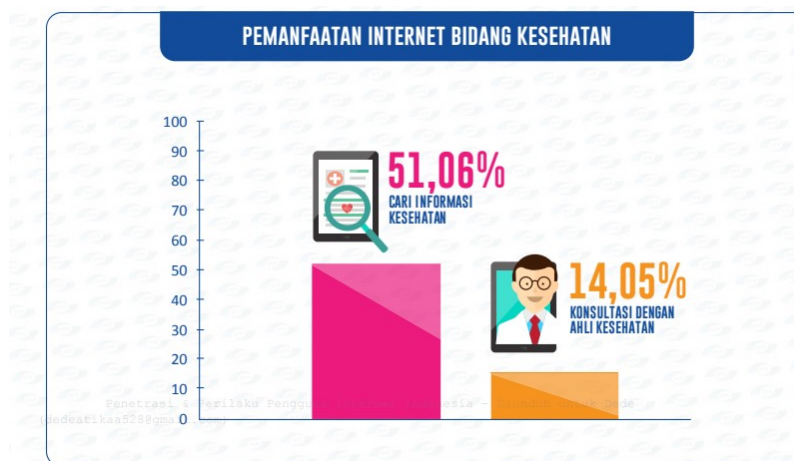 PEMANFAATAN INTERNET BIDANG KESEHATAN
100
90
80
70
60
50
40
30
20
10
0
51,06%
CARI INFORMASI
KESEHATAN
14,05%
KONSULTASI DENGAN
AHLI KESEHATAN
Penetrasi & Perilaku Pengguna